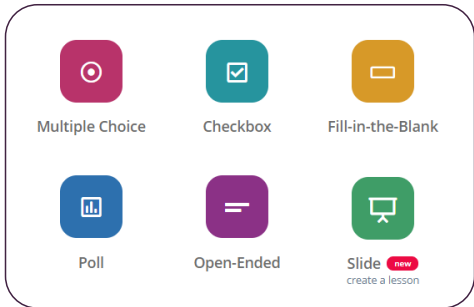 Multiple Choice
Checkbox
Fill-in-the-Blank
Poll
Open-Ended
Slide new
create a lesson